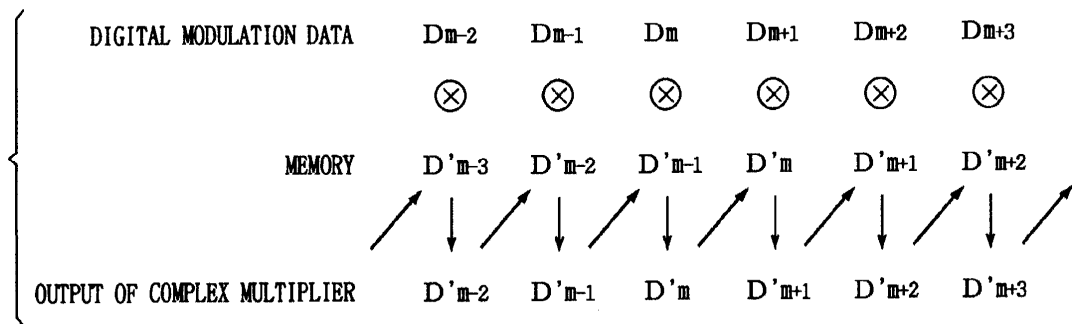 DIGITAL MODULATION DATA Dm-2 Dm-1 Dm Dm+1 Dm+2 Dm+3
⊗ ⊗ ⊗ ⊗ ⊗ ⊗
MEMORY D'm-3 D'm-2 D'm-1 D'm D'm+1 D'm+2
OUTPUT OF COMPLEX MULTIPLIER D'm-2 D'm-1 D'm D'm+1 D'm+2 D'm+3